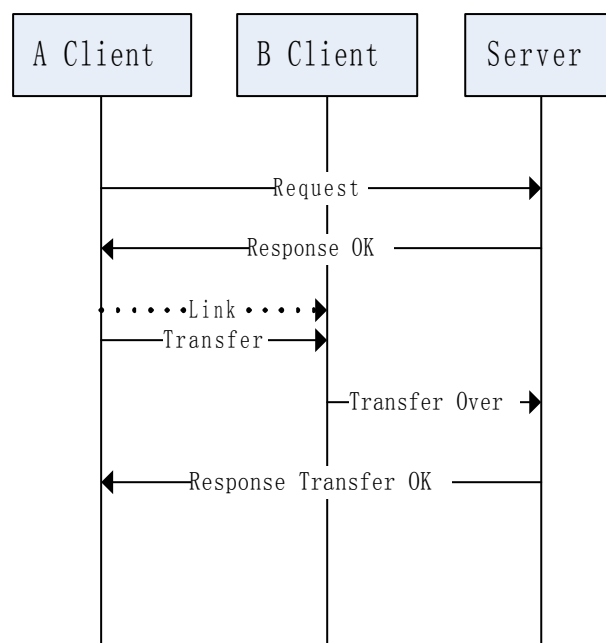 A Client
B Client
Server
Request
Response OK
Link
Transfer
Transfer Over
Response Transfer OK